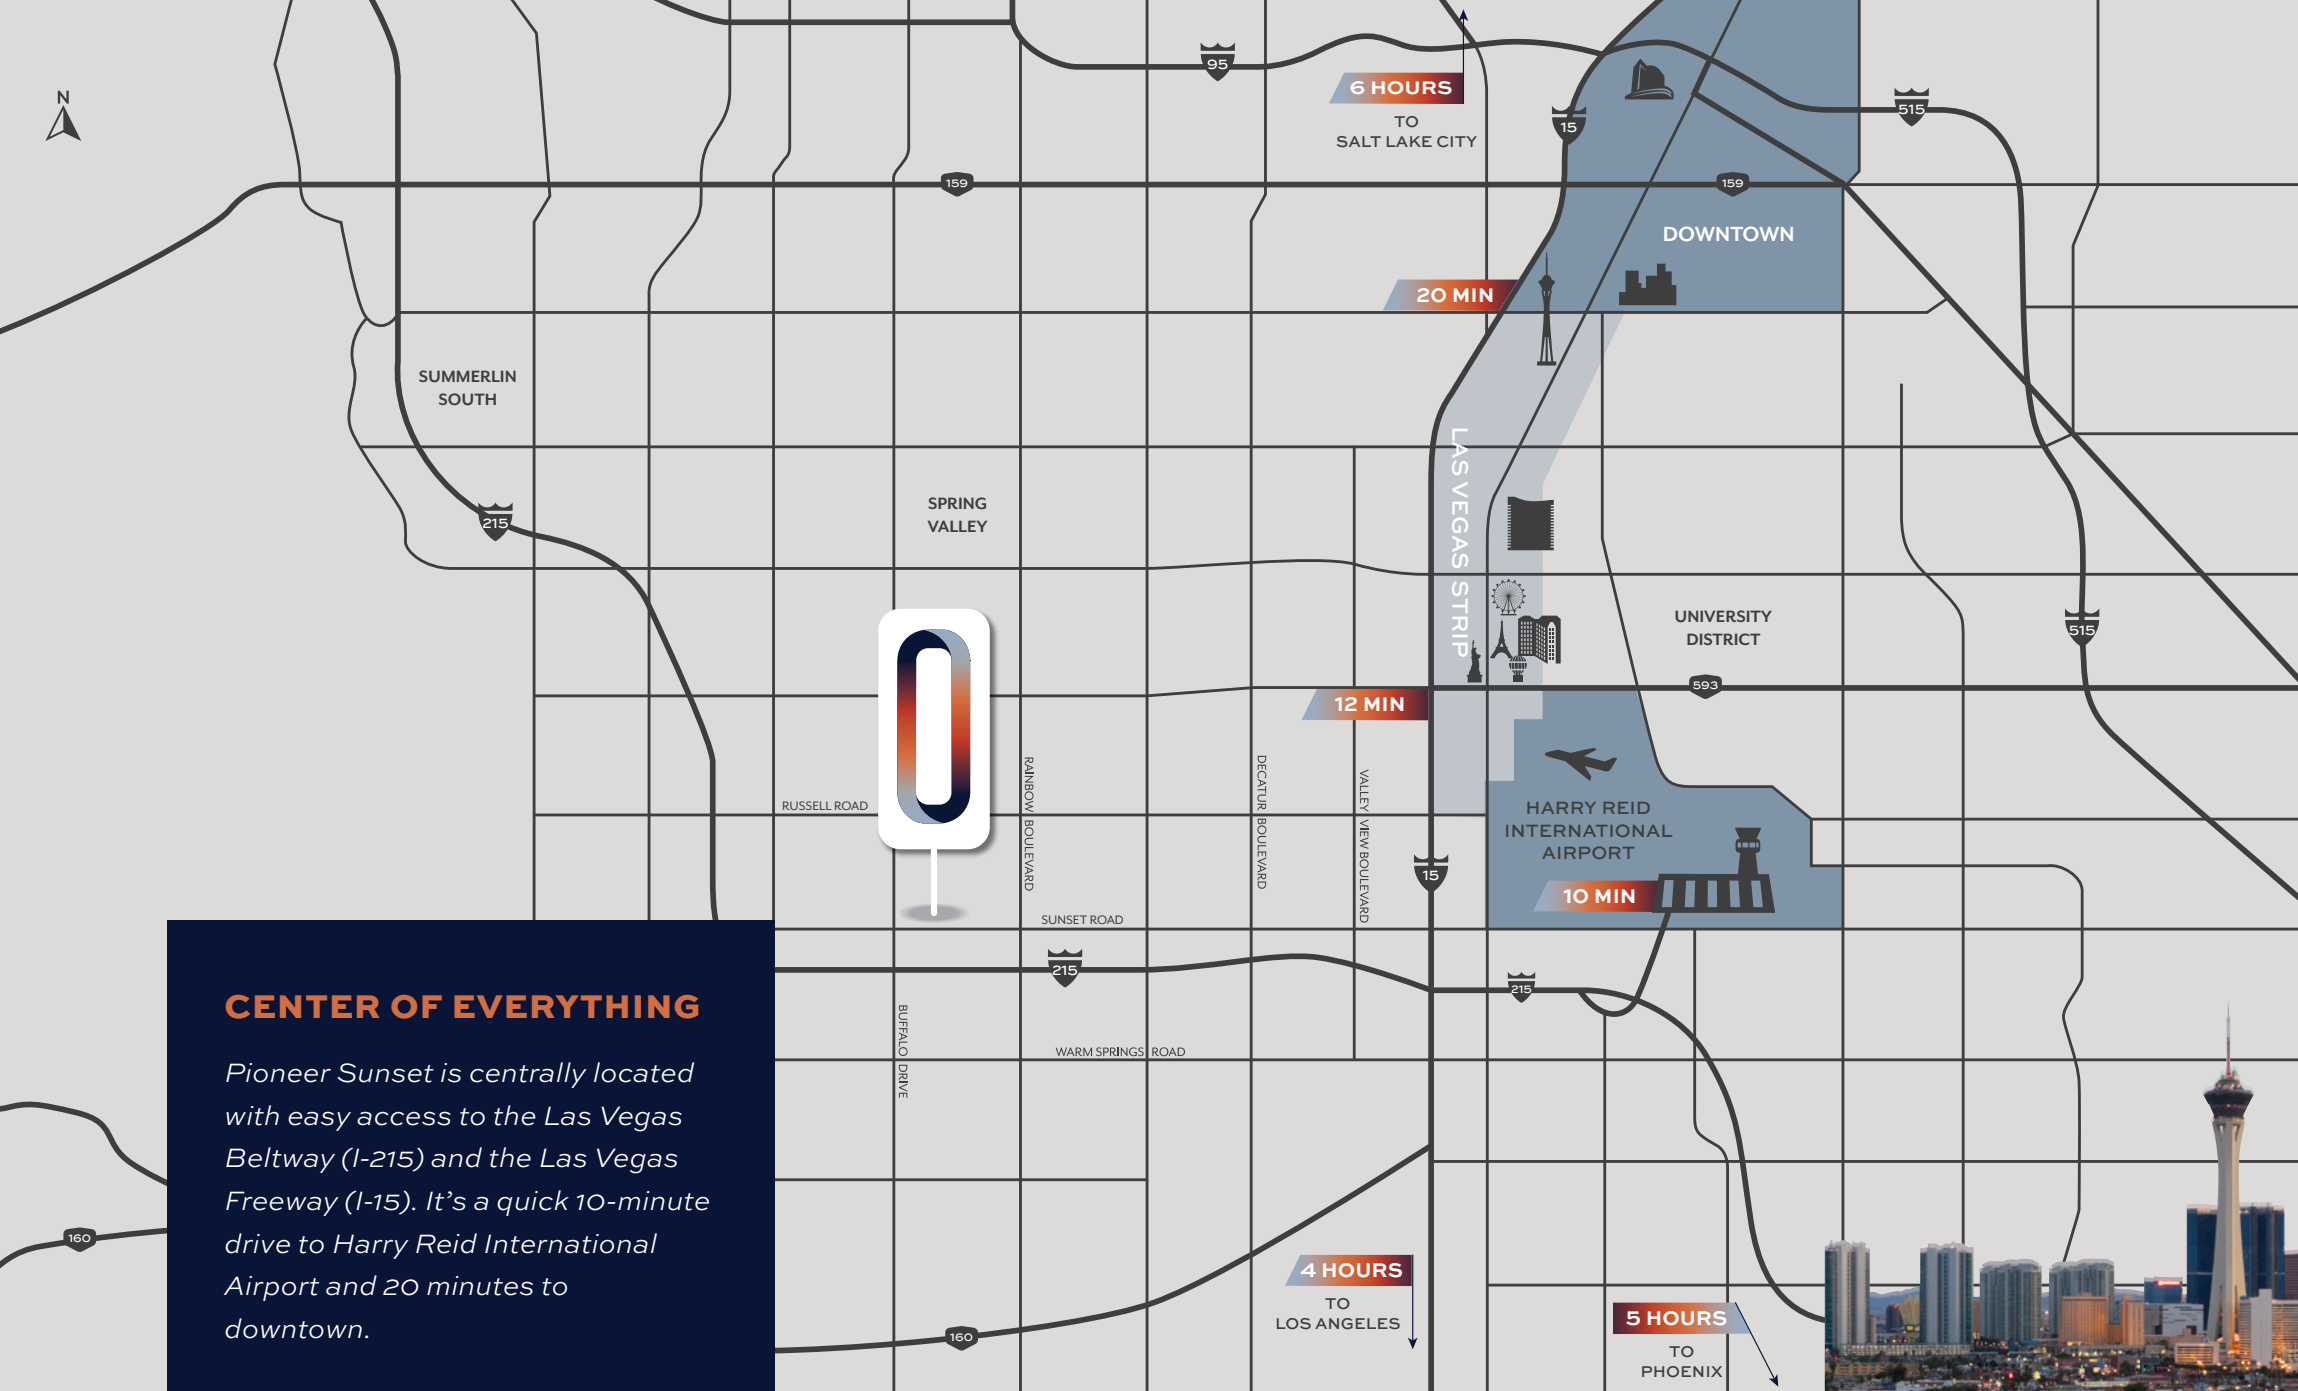 95
6 HOURS
TO
SALT LAKE CITY
N
15
515
159
159
DOWNTOWN
20 MIN
SUMMERLIN
SOUTH
LAS VEGAS STRIP
SPRING
VALLEY
215
UNIVERSITY
DISTRICT
515
593
12 MIN
RAINBOW BOULEVARD
DECATUR BOULEVARD
VALLEY VIEW BOULEVARD
RUSSELL ROAD
HARRY REID
INTERNATIONAL
AIRPORT
15
10 MIN
SUNSET ROAD
215
215
CENTER OF EVERYTHING
Pioneer Sunset is centrally located
with easy access to the Las Vegas
Beltway (I-215) and the Las Vegas
Freeway (I-15). It’s a quick 10-minute
drive to Harry Reid International
Airport and 20 minutes to
downtown.
BUFFALO DRIVE
WARM SPRINGS ROAD
160
4 HOURS
TO
LOS ANGELES
5 HOURS
TO
PHOENIX
160